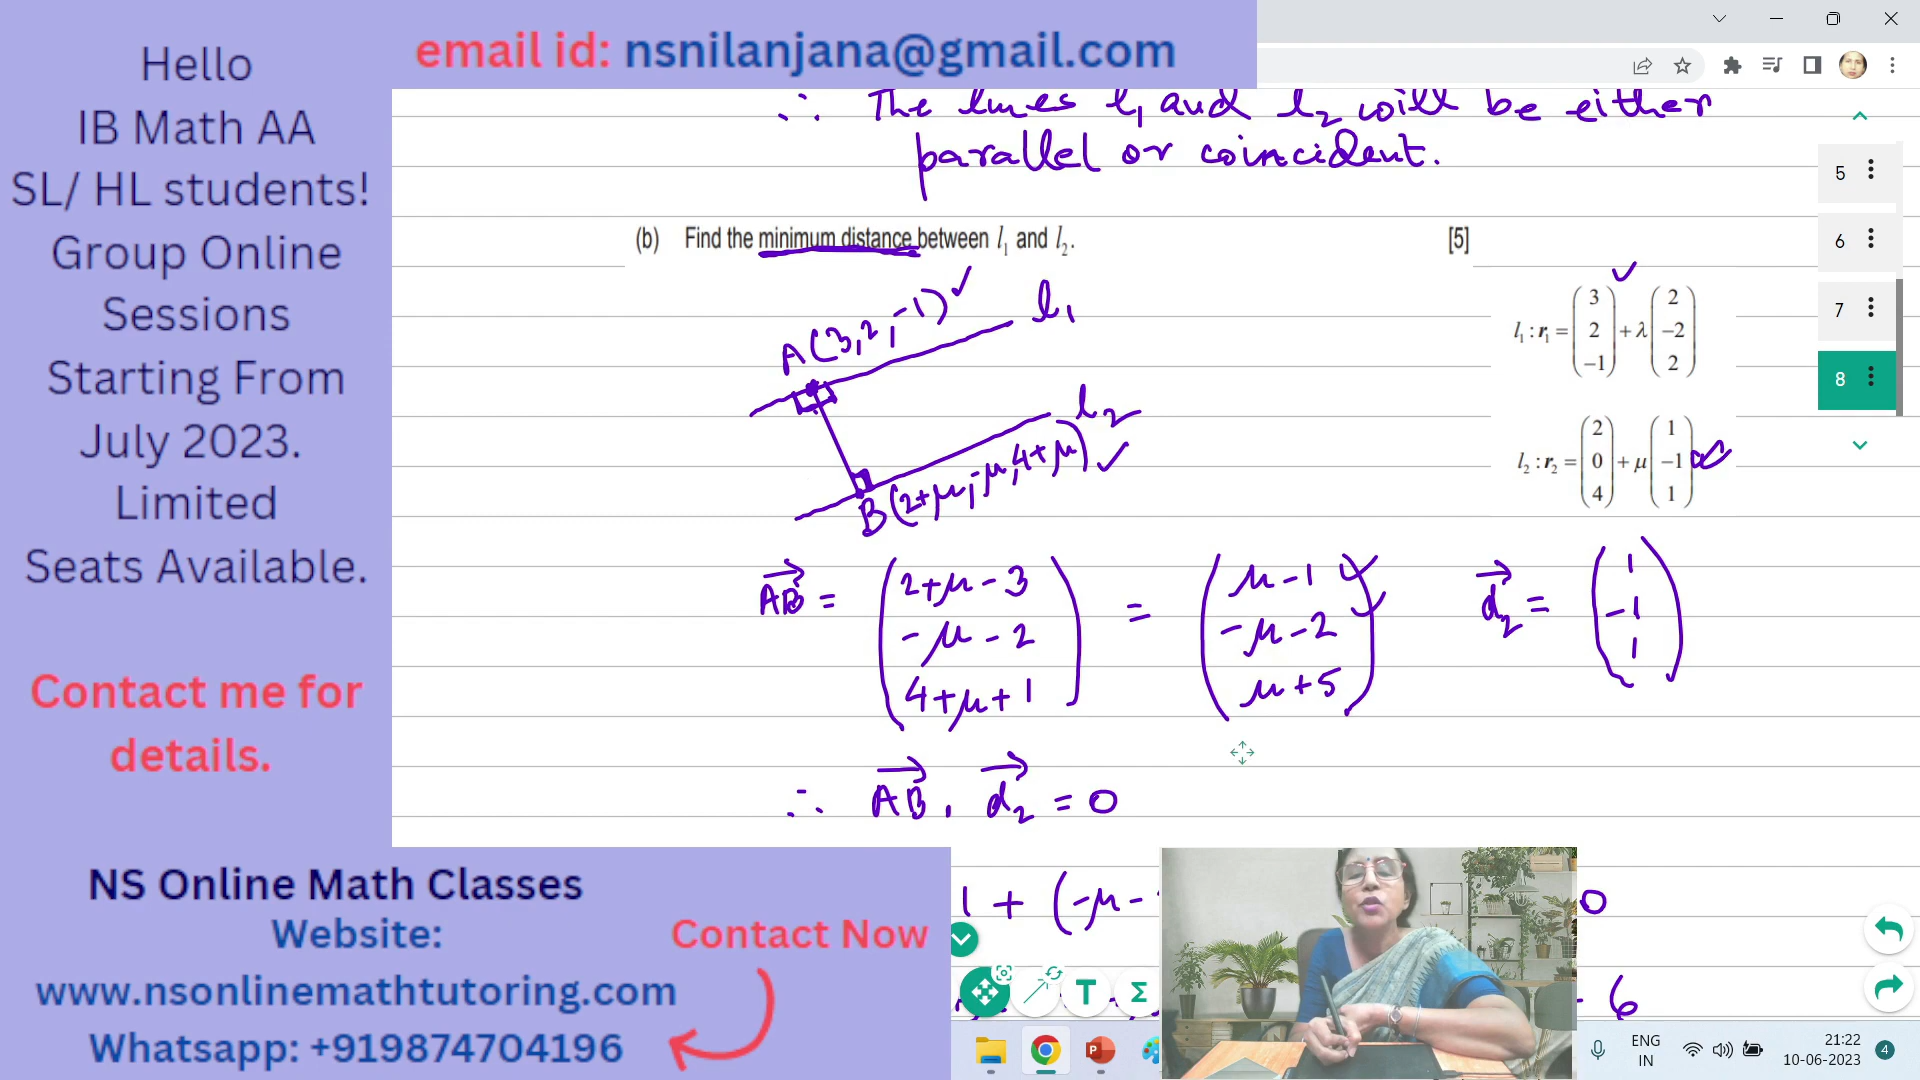 Hello
IB Math AA
SL/ HL students!
Group Online
Sessions
Starting From
July 2023.
Limited
Seats Available.
Contact me for
details.
email id: nsnilanjana@gmail.com
∴ The lines l₁ and l₂ will be either
parallel or coincident.
(b) Find the minimum distance between l₁ and l₂. [5]
A(3, 2, -1) ✓ l₁
l₂
B(2+μ, -μ, 4+μ) ✓
l₁ : r₁ = (3 2 −1) + λ (2 −2 2)
l₂ : r₂ = (2 0 4) + μ (1 −1 1)
AB = (2+μ-3 -μ-2 4+μ+1) = (μ-1 -μ-2 μ+5) d₂ = (1 -1 1)
∴ AB . d₂ = 0
1 + (-μ- 0
6
5
6
7
8
NS Online Math Classes
Website:
www.nsonlinemathtutoring.com
Whatsapp: +919874704196
Contact Now
T Σ
ENG
IN
21:22
10-06-2023
4